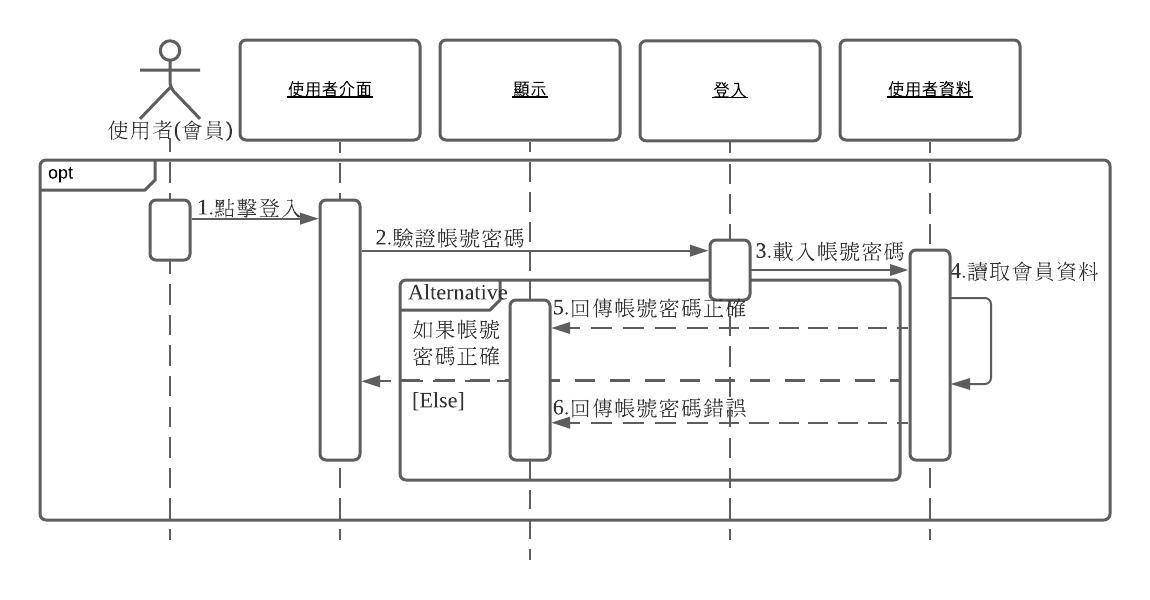 使用者(會員)
使用者介面
顯示
登入
使用者資料
opt
1.點擊登入
2.驗證帳號密碼
3.載入帳號密碼
4.讀取會員資料
Alternative
5.回傳帳號密碼正確
如果帳號
密碼正確
[Else]
6.回傳帳號密碼錯誤